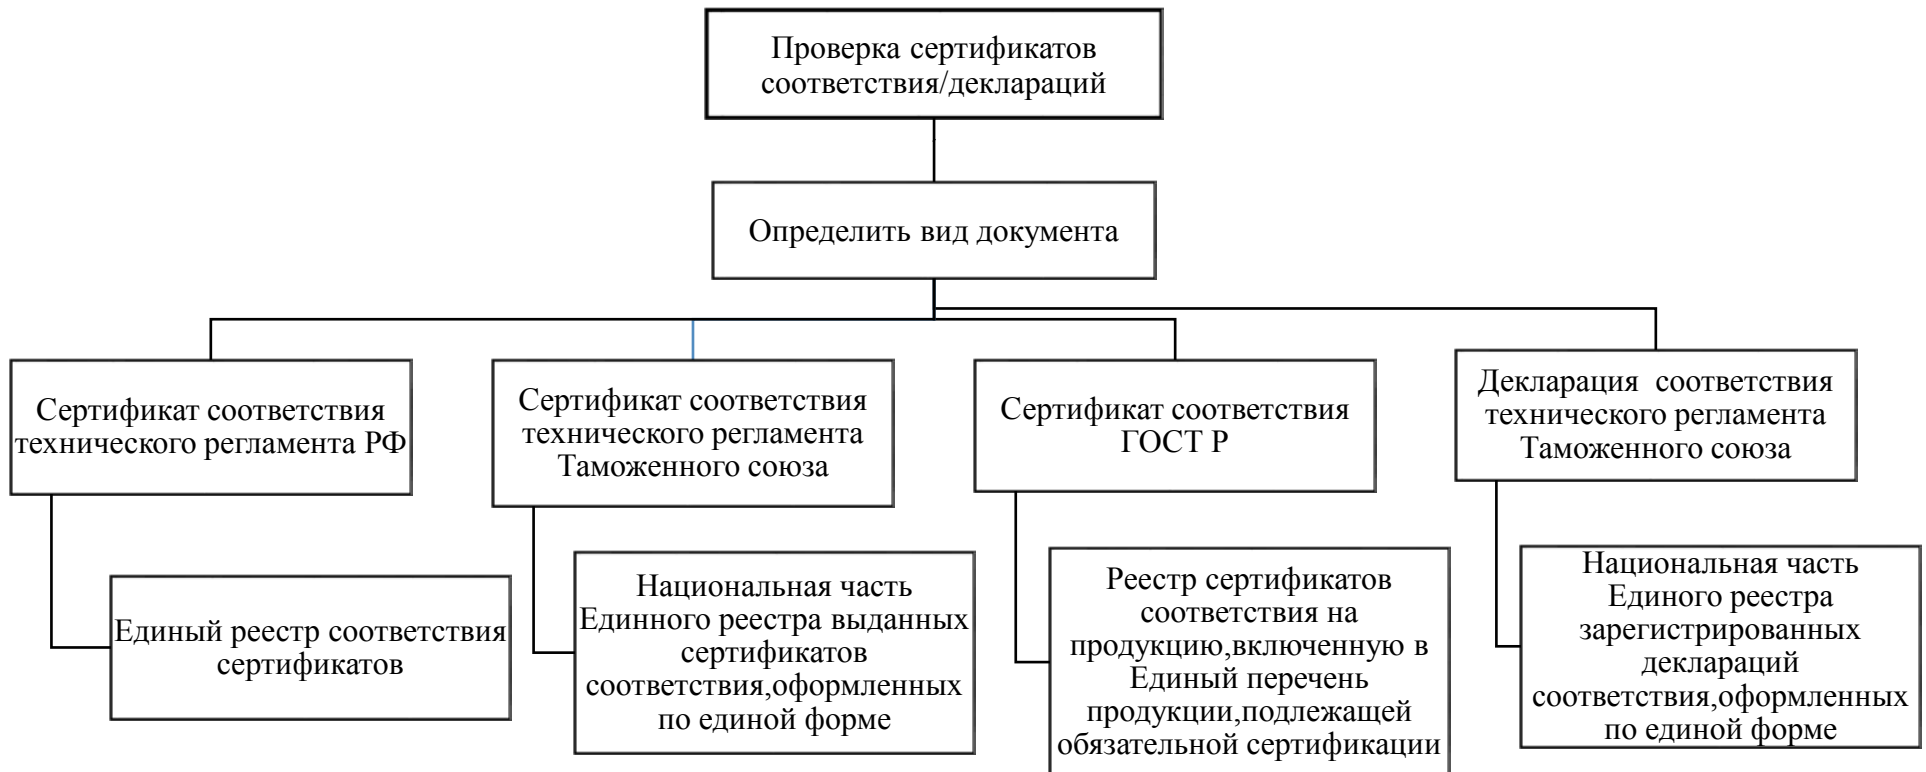 Проверка сертификатов
соответствия/деклараций
Определить вид документа
Сертификат соответствия
технического регламента РФ
Сертификат соответствия
технического регламента
Таможенного союза
Сертификат соответствия
ГОСТ Р
Декларация соответствия
технического регламента
Таможенного союза
Единый реестр соответствия
сертификатов
Национальная часть
Единного реестра выданных
сертификатов
соответствия,оформленных
по единой форме
Реестр сертификатов
соответствия на
продукцию,включенную в
Единый перечень
продукции,подлежащей
обязательной сертификации
Национальная часть
Единого реестра
зарегистрированных
деклараций
соответствия,оформленных
по единой форме